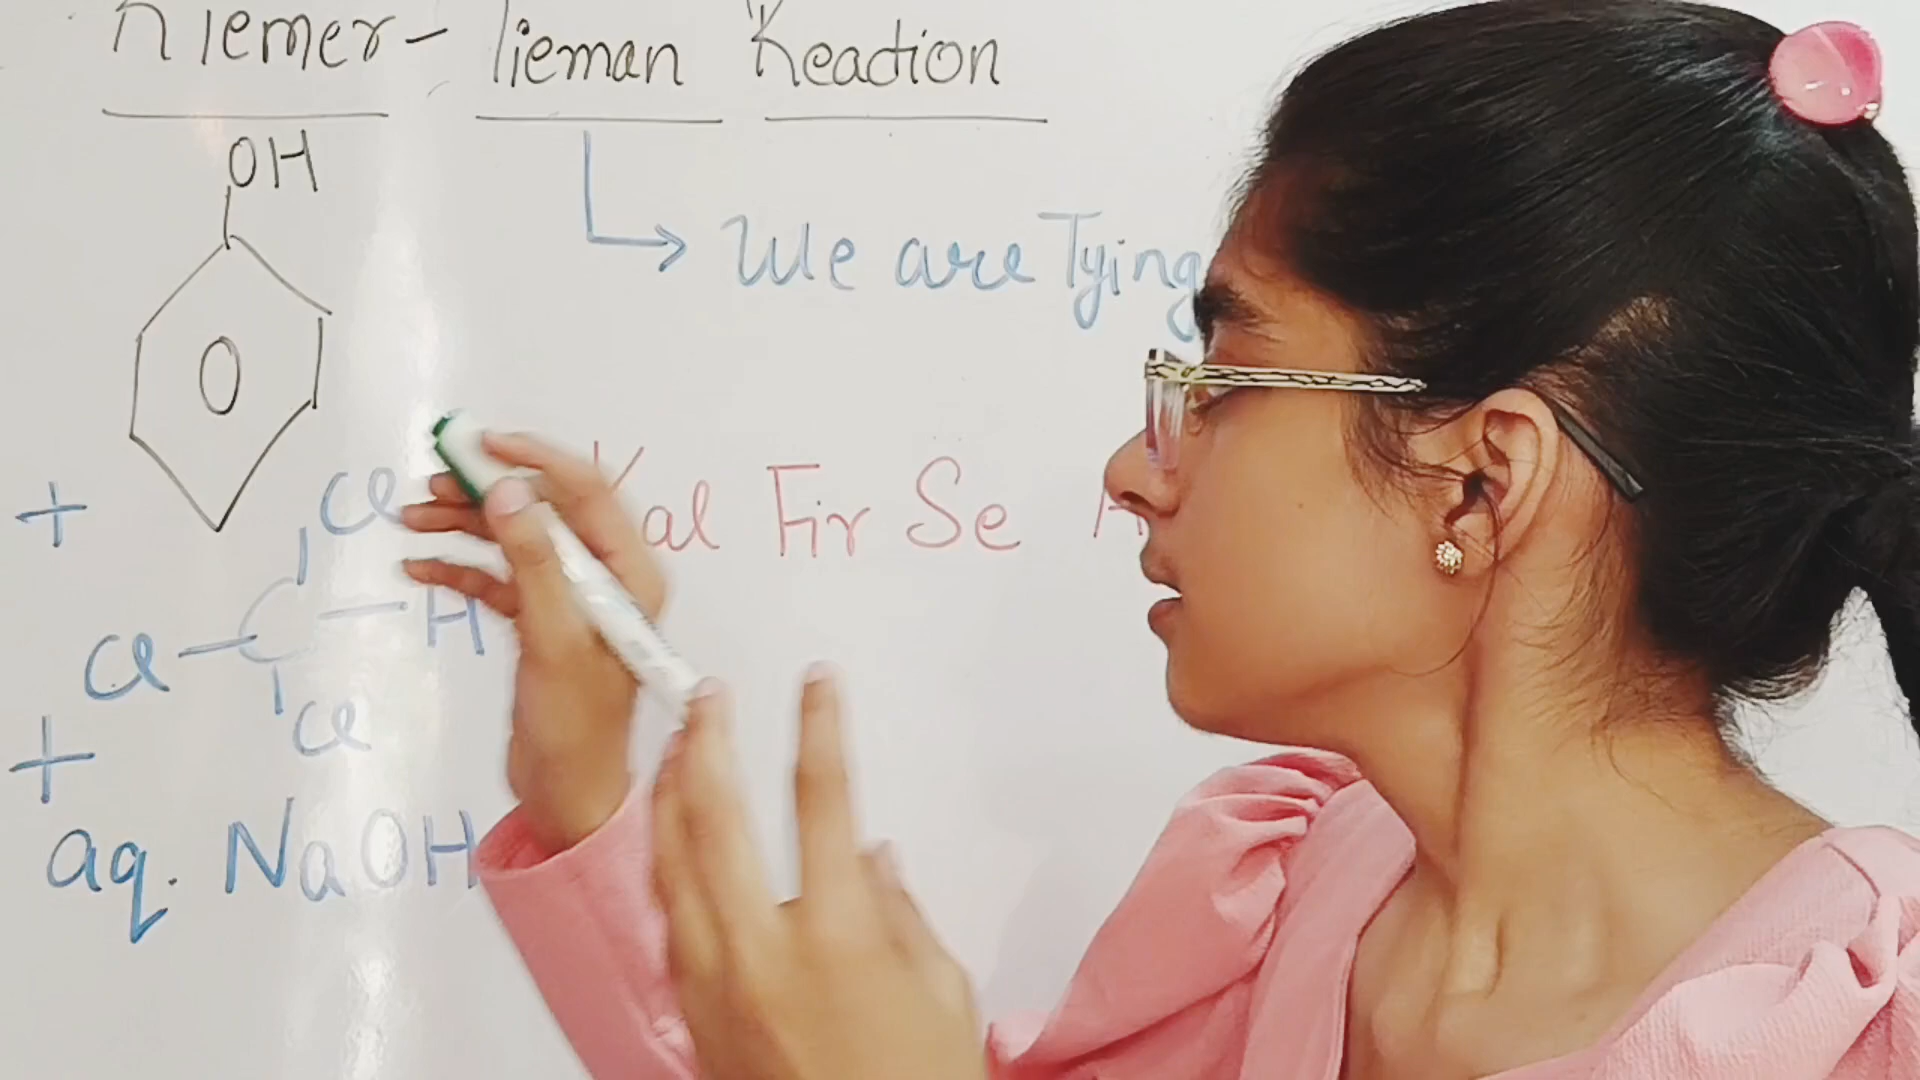 Riemer- Tieman Reaction
OH
We are Tying
+
Cl
Kal Fir Se
Cl-C-H
Cl
+
aq. NaOH